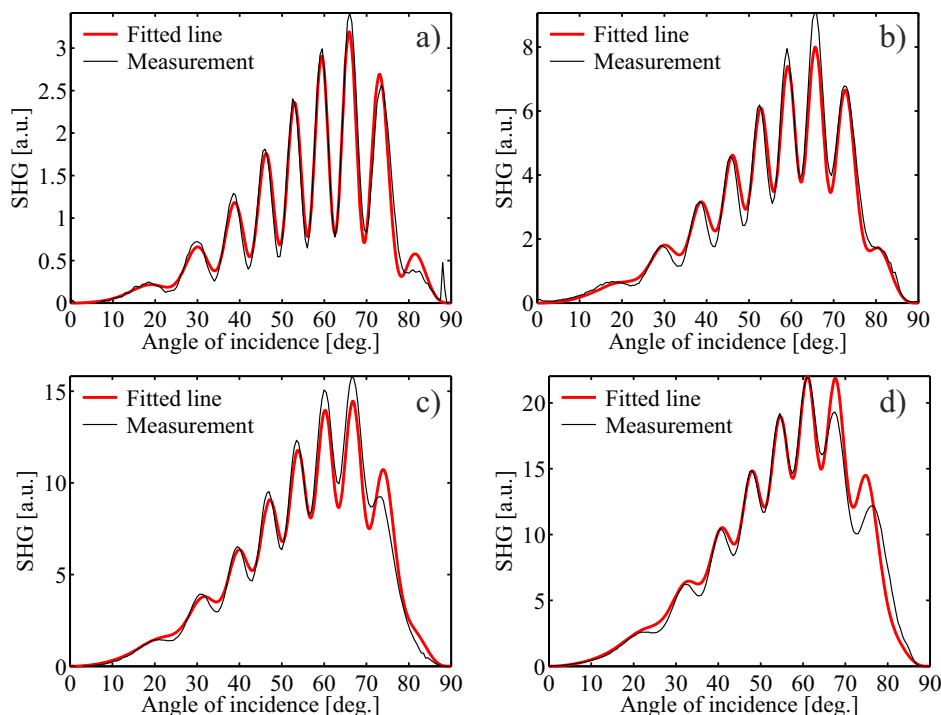 a)
Fitted line
Measurement
SHG [a.u.]
3
2.5
2
1.5
1
0.5
0
0 10 20 30 40 50 60 70 80 90
Angle of incidence [deg.]
b)
Fitted line
Measurement
SHG [a.u.]
8
6
4
2
0
0 10 20 30 40 50 60 70 80 90
Angle of incidence [deg.]
c)
Fitted line
Measurement
SHG [a.u.]
15
10
5
0
0 10 20 30 40 50 60 70 80 90
Angle of incidence [deg.]
d)
Fitted line
Measurement
SHG [a.u.]
20
15
10
5
0
0 10 20 30 40 50 60 70 80 90
Angle of incidence [deg.]